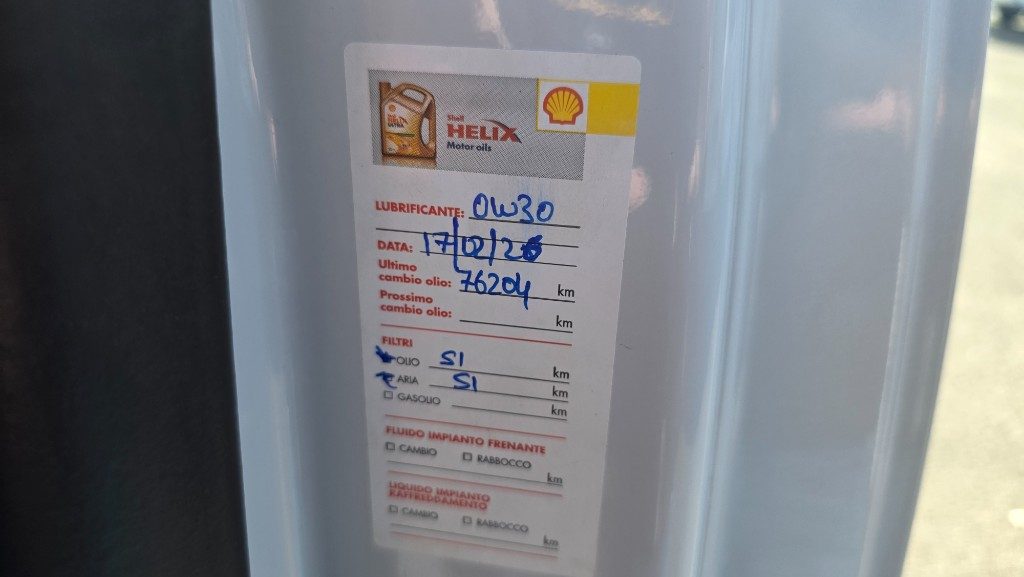 Shell
HELIX
Motor oils
LUBRIFICANTE: 0W30
DATA: 17/02/26
Ultimo
cambio olio: 76204 km
Prossimo
cambio olio: km
FILTRI
OLIO SI km
ARIA SI km
GASOLIO km
FLUIDO IMPIANTO FRENANTE
CAMBIO RABBOCCO
km
LIQUIDO IMPIANTO
RAFFREDDAMENTO
CAMBIO RABBOCCO
km